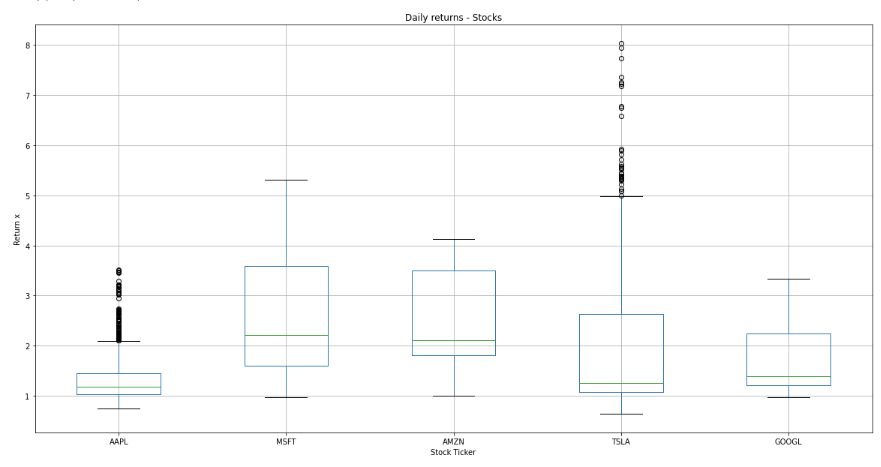 Daily returns - Stocks
8
7
6
5
4
3
2
1
Return x
AAPL MSFT AMZN TSLA GOOGL
Stock Ticker